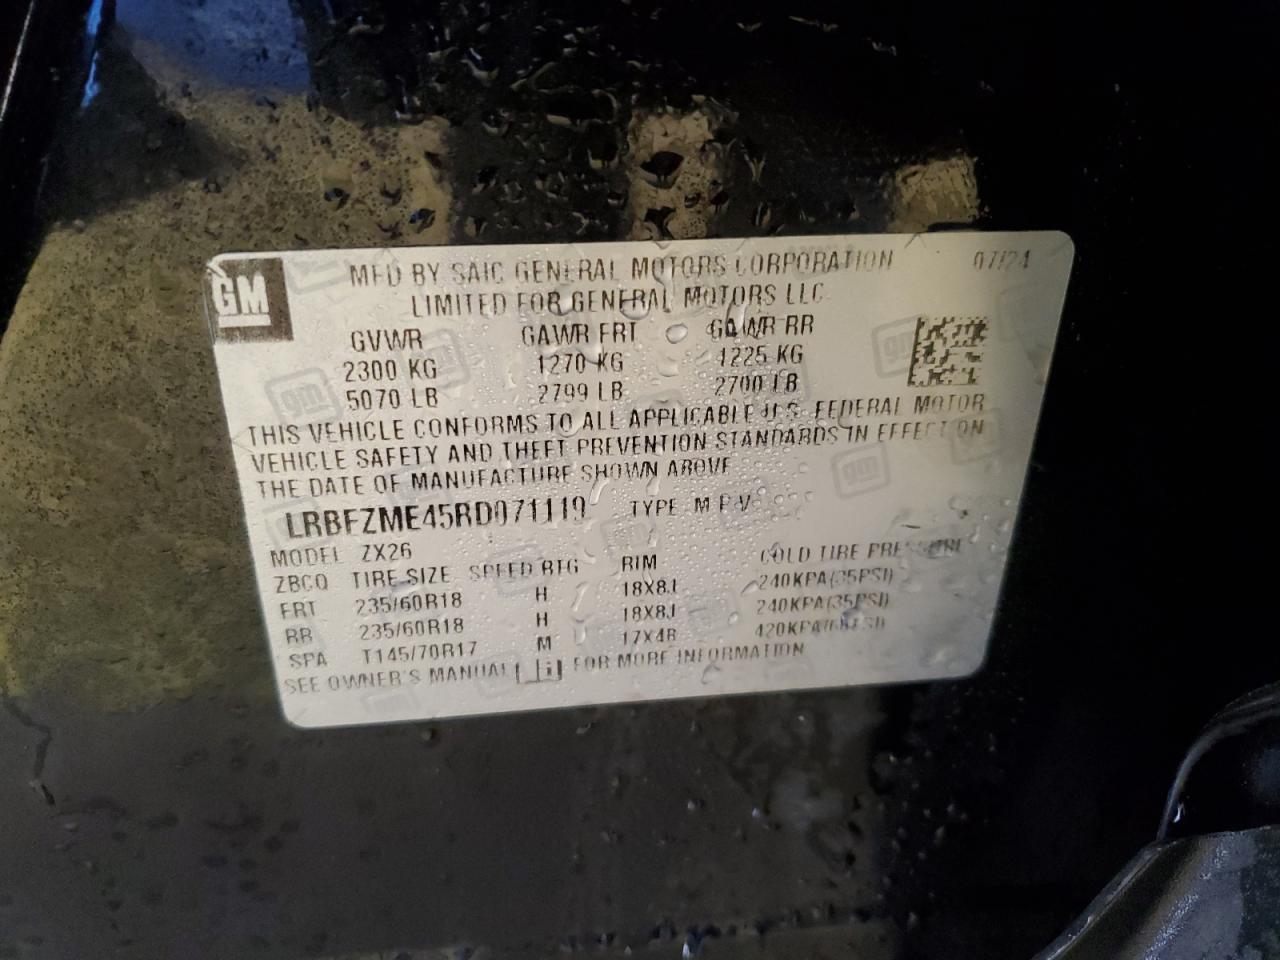 GM
MFD BY SAIC GENERAL MOTORS CORPORATION 07/24
LIMITED FOR GENERAL MOTORS LLC
GVWR GAWR FRT GAWR RR
2300 KG 1270 KG 1225 KG
5070 LB 2799 LB 2700 LB
THIS VEHICLE CONFORMS TO ALL APPLICABLE U.S. FEDERAL MOTOR
VEHICLE SAFETY AND THEFT PREVENTION STANDARDS IN EFFECT ON
THE DATE OF MANUFACTURE SHOWN ABOVE
LRBFZME45RD071119 TYPE M P V
MODEL ZX26
ZBCQ TIRE SIZE SPEED RTG RIM COLD TIRE PRESSURE
FRT 235/60R18 H 18X8J 240KPA(35PSI)
RR 235/60R18 H 18X8J 240KPA(35PSI)
SPA T145/70R17 M 17X4B 420KPA(60PSI)
SEE OWNER'S MANUAL i FOR MORE INFORMATION